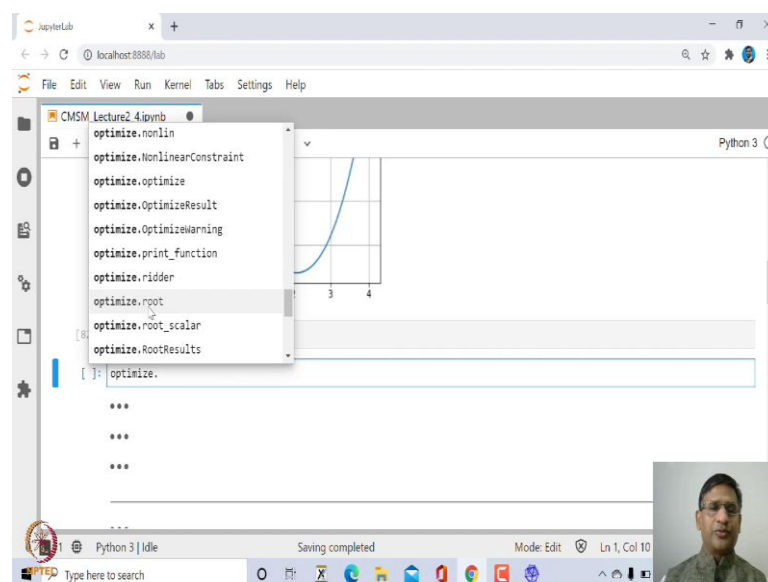 JupyterLab
localhost:8888/lab
File Edit View Run Kernel Tabs Settings Help
CMSM_Lecture2_4.ipynb
optimize.nonlin
Python 3
optimize.NonlinearConstraint
optimize.optimize
optimize.OptimizeResult
optimize.OptimizeWarning
optimize.print_function
optimize.ridder
3 4
optimize.root
optimize.root_scalar
optimize.RootResults
[ ]: optimize.
1 Python 3 | Idle Saving completed Mode: Edit Ln 1, Col 10
Type here to search